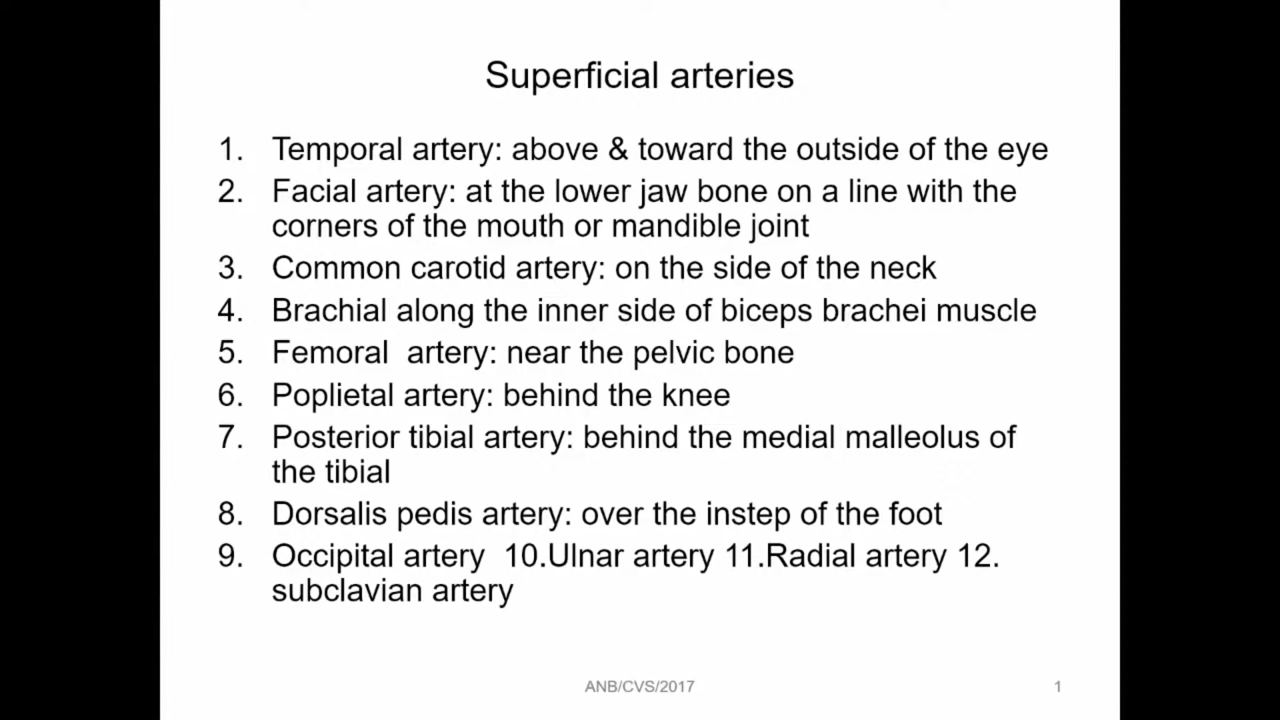 Superficial arteries
1. Temporal artery: above & toward the outside of the eye
2. Facial artery: at the lower jaw bone on a line with the
corners of the mouth or mandible joint
3. Common carotid artery: on the side of the neck
4. Brachial along the inner side of biceps brachei muscle
5. Femoral  artery: near the pelvic bone
6. Poplietal artery: behind the knee
7. Posterior tibial artery: behind the medial malleolus of
the tibial
8. Dorsalis pedis artery: over the instep of the foot
9. Occipital artery  10.Ulnar artery 11.Radial artery 12.
subclavian artery
ANB/CVS/2017 1